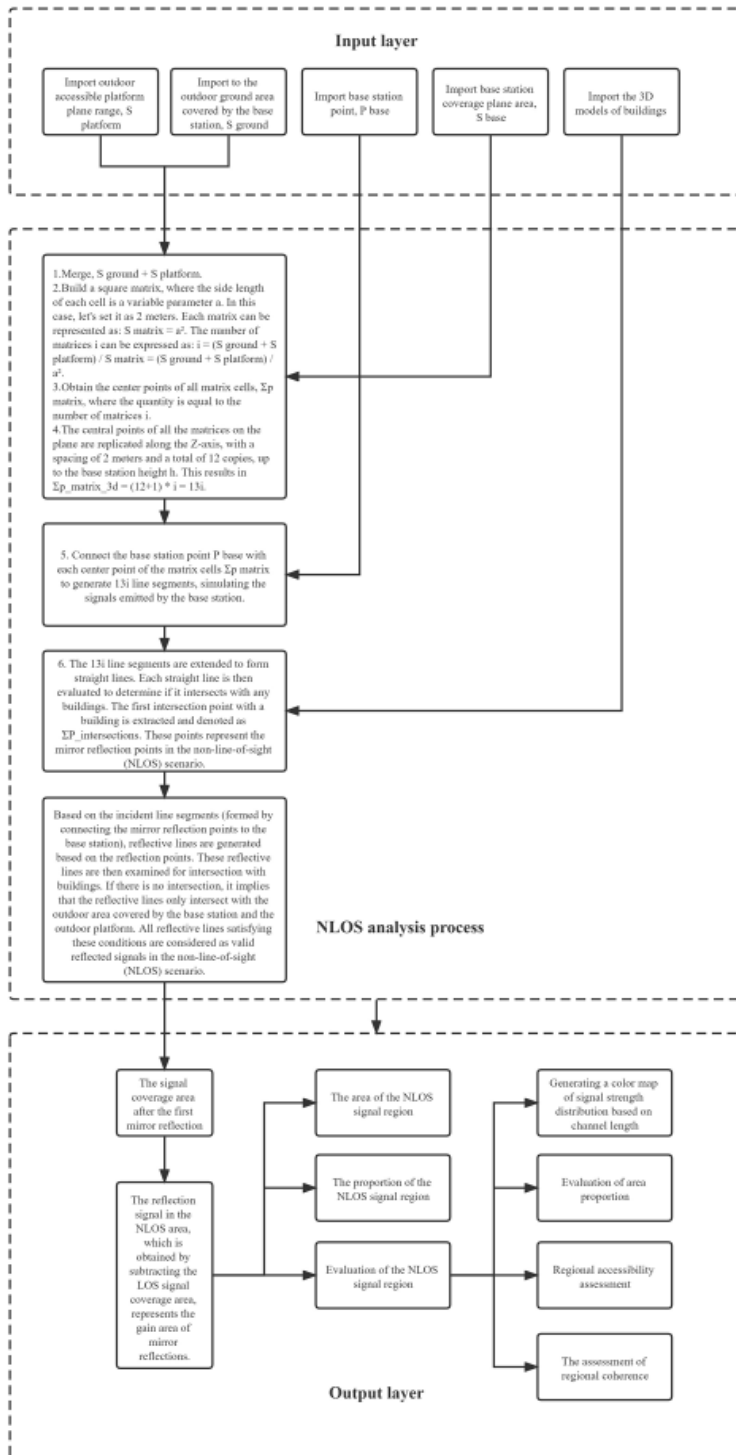 Input layer
Import outdoor
accessible platform
plane range, S
platform
Import to the
outdoor ground area
covered by the base
station, S ground
Import base station
point, P base
Import base station
coverage plane area,
S base
Import the 3D
models of buildings
1.Merge, S ground + S platform.
2.Build a square matrix, where the side length
of each cell is a variable parameter a. In this
case, let's set it as 2 meters. Each matrix can be
represented as: S matrix = a². The number of
matrices i can be expressed as: i = (S ground + S
platform) / S matrix = (S ground + S platform) /
a².
3.Obtain the center points of all matrix cells, Σp
matrix, where the quantity is equal to the
number of matrices i.
4.The central points of all the matrices on the
plane are replicated along the Z-axis, with a
spacing of 2 meters and a total of 12 copies, up
to the base station height h. This results in
Σp_matrix_3d = (12+1) * i = 13i.
5. Connect the base station point P base with
each center point of the matrix cells Σp matrix
to generate 13i line segments, simulating the
signals emitted by the base station.
6. The 13i line segments are extended to form
straight lines. Each straight line is then
evaluated to determine if it intersects with any
buildings. The first intersection point with a
building is extracted and denoted as
ΣP_intersections. These points represent the
mirror reflection points in the non-line-of-sight
(NLOS) scenario.
Based on the incident line segments (formed by
connecting the mirror reflection points to the
base station), reflective lines are generated
based on the reflection points. These reflective
lines are then examined for intersection with
buildings. If there is no intersection, it implies
that the reflective lines only intersect with the
outdoor area covered by the base station and the
outdoor platform. All reflective lines satisfying
these conditions are considered as valid
reflected signals in the non-line-of-sight
(NLOS) scenario.
NLOS analysis process
The signal
coverage area
after the first
mirror reflection
The reflection
signal in the
NLOS area,
which is
obtained by
subtracting the
LOS signal
coverage area,
represents the
gain area of
mirror
reflections.
The area of the NLOS
signal region
The proportion of the
NLOS signal region
Evaluation of the NLOS
signal region
Generating a color map
of signal strength
distribution based on
channel length
Evaluation of area
proportion
Regional accessibility
assessment
The assessment of
regional coherence
Output layer